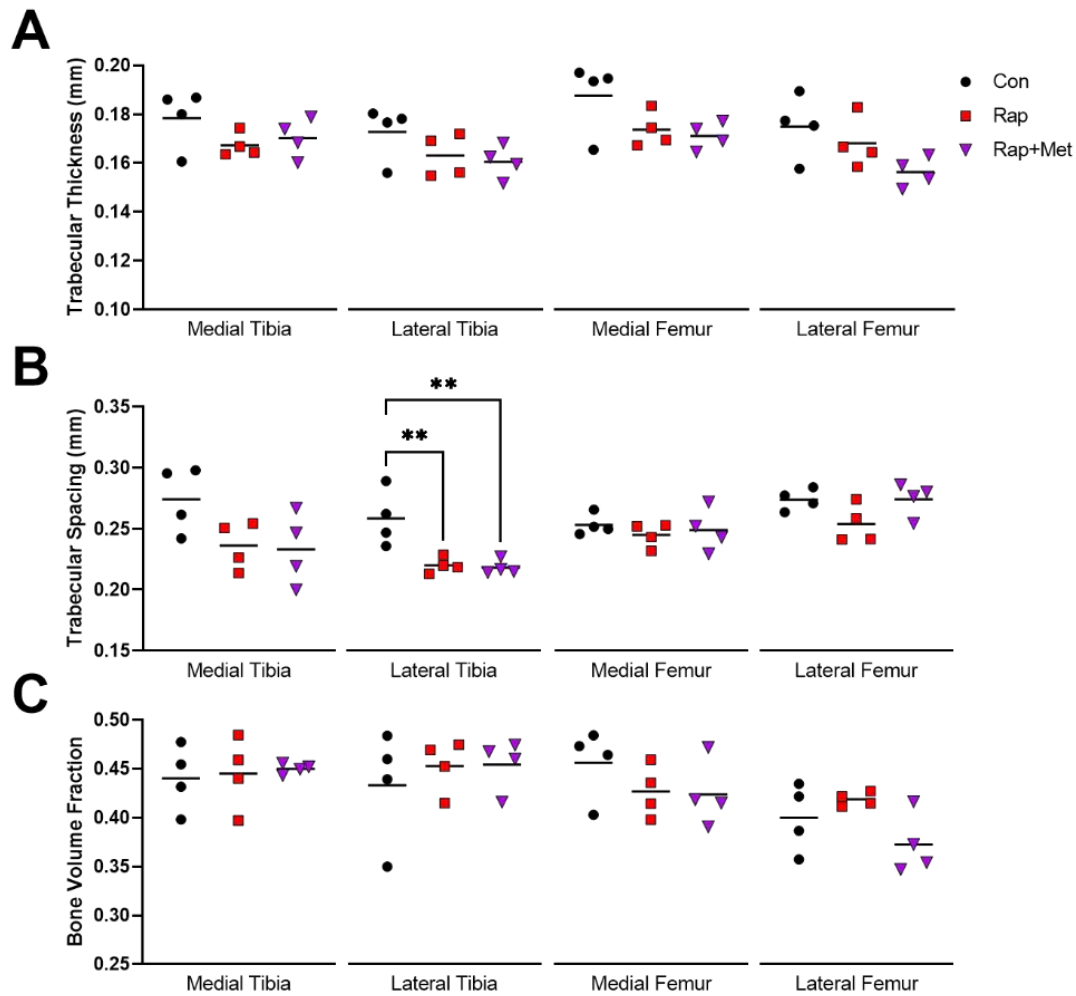 A
Trabecular Thickness (mm)
0.20
0.18
0.16
0.14
0.12
0.10
Medial Tibia
Lateral Tibia
Medial Femur
Lateral Femur
Con
Rap
Rap+Met
B
Trabecular Spacing (mm)
0.35
0.30
0.25
0.20
0.15
**
**
Medial Tibia
Lateral Tibia
Medial Femur
Lateral Femur
C
Bone Volume Fraction
0.50
0.45
0.40
0.35
0.30
0.25
Medial Tibia
Lateral Tibia
Medial Femur
Lateral Femur